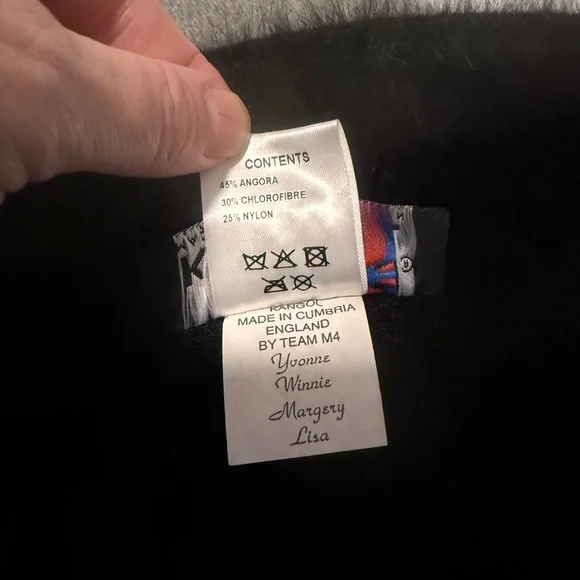 CONTENTS
45% ANGORA
30% CHLOROFIBRE
25% NYLON
KANGOL
MADE IN CUMBRIA
ENGLAND
BY TEAM M4
Yvonne
Winnie
Margery
Lisa